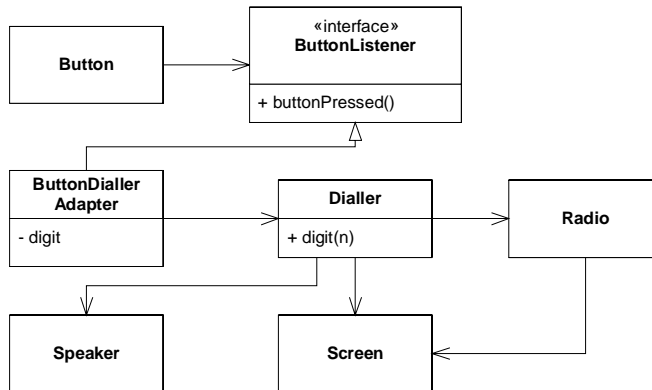 «interface»
ButtonListener
Button
+ buttonPressed()
ButtonDialler
Adapter
- digit
Dialler
+ digit(n)
Radio
Speaker
Screen